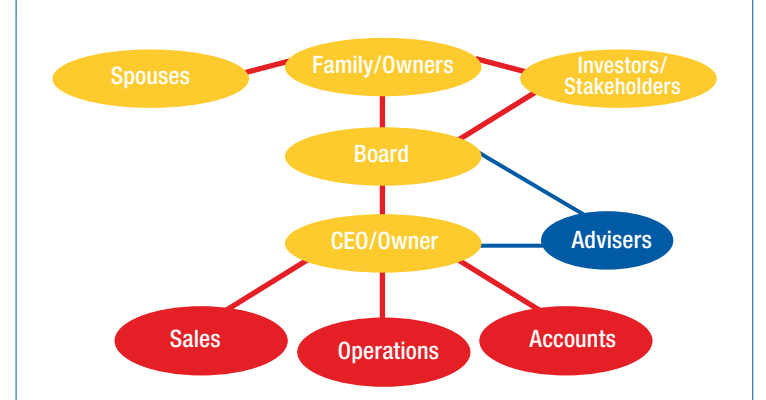 Spouses
Family/Owners
Investors/
Stakeholders
Board
CEO/Owner
Advisers
Sales
Operations
Accounts